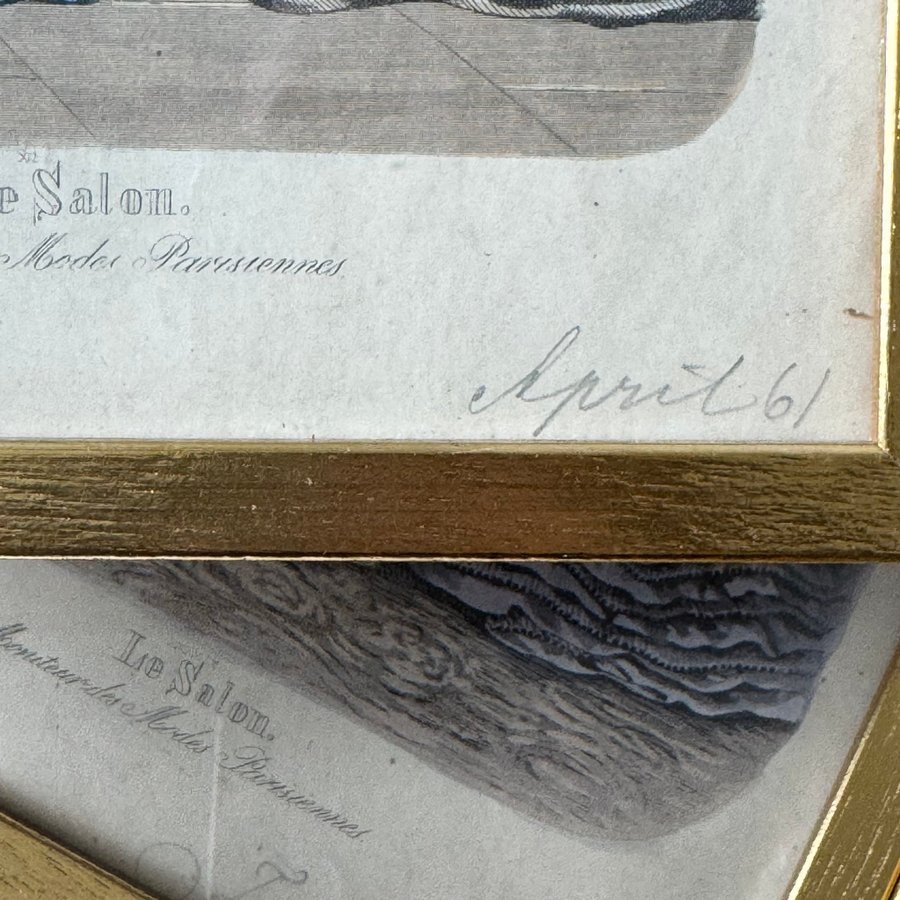 e Salon.
Modes Parisiennes.
April 61
Le Salon.
Moniteur des Modes Parisiennes.